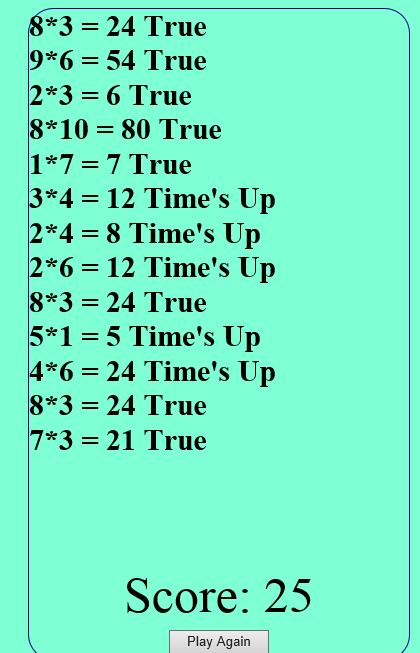 8*3 = 24 True
9*6 = 54 True
2*3 = 6 True
8*10 = 80 True
1*7 = 7 True
3*4 = 12 Time's Up
2*4 = 8 Time's Up
2*6 = 12 Time's Up
8*3 = 24 True
5*1 = 5 Time's Up
4*6 = 24 Time's Up
8*3 = 24 True
7*3 = 21 True
Score: 25
Play Again